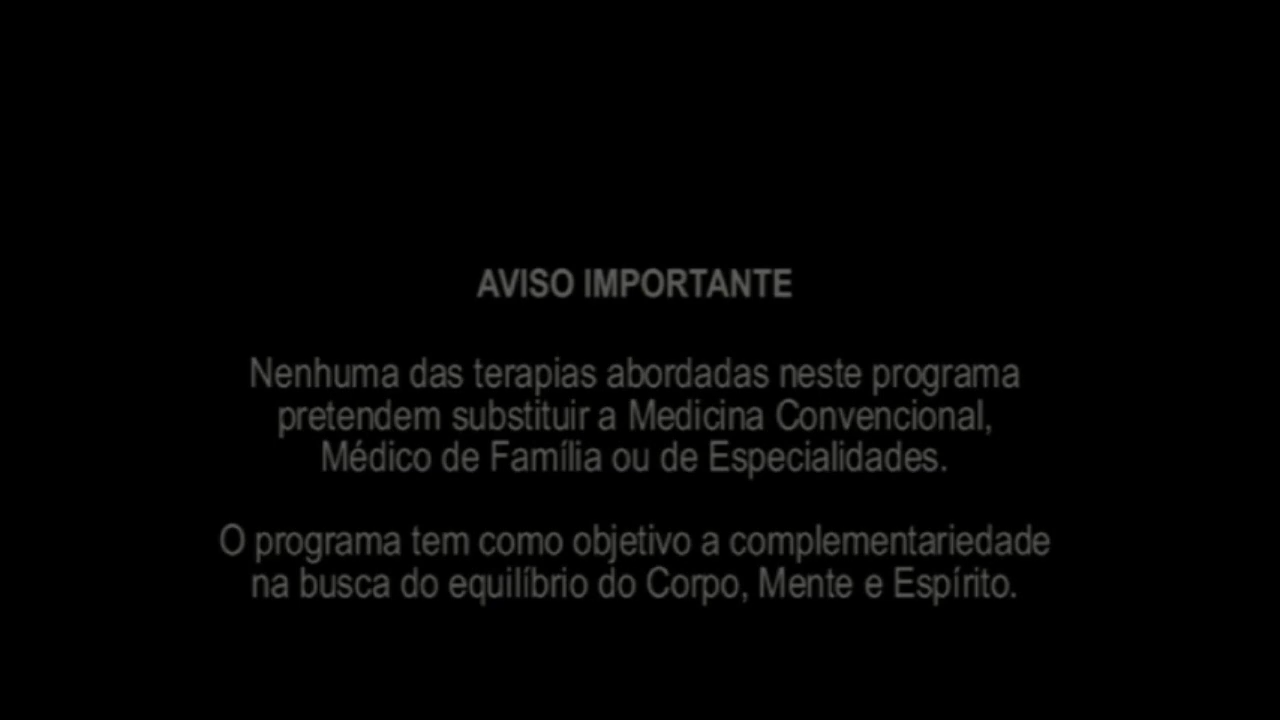 AVISO IMPORTANTE
Nenhuma das terapias abordadas neste programa
pretendem substituir a Medicina Convencional,
Médico de Família ou de Especialidades.
O programa tem como objetivo a complementariedade
na busca do equilíbrio do Corpo, Mente e Espírito.